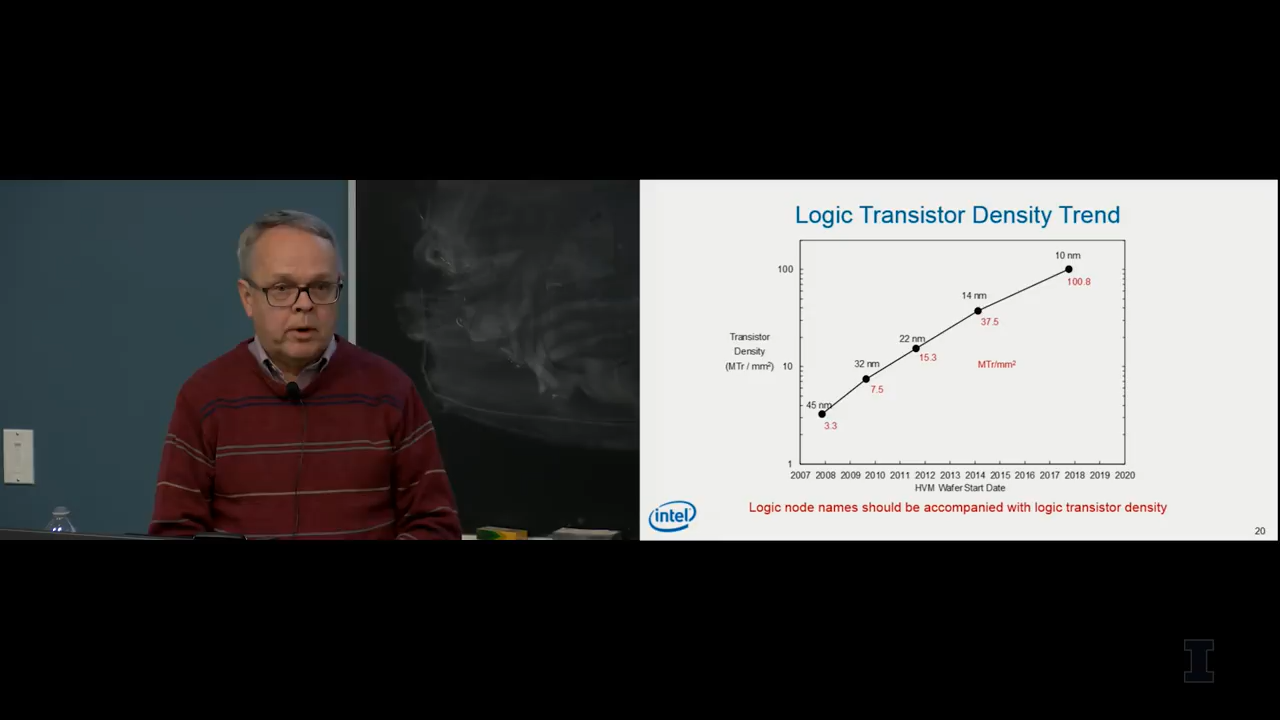 Logic Transistor Density Trend
100
10
1
Transistor
Density
(MTr / mm²)
45 nm
3.3
32 nm
7.5
22 nm
15.3
14 nm
37.5
10 nm
100.8
MTr/mm²
2007 2008 2009 2010 2011 2012 2013 2014 2015 2016 2017 2018 2019 2020
HVM Wafer Start Date
Logic node names should be accompanied with logic transistor density
intel
20
I